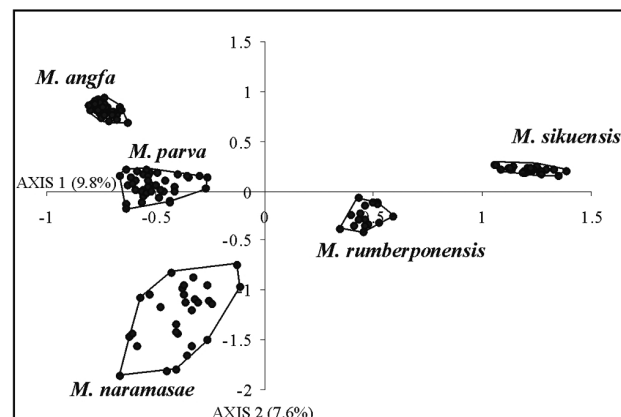 1.5
M. angfa
1
M. sikuensis
M. parva
0.5
AXIS 1 (9.8%)
0
-1
-0.5
0
0.5
1
1.5
-0.5
M. rumberponensis
-1
-1.5
M. naramasae
-2
AXIS 2 (7.6%)